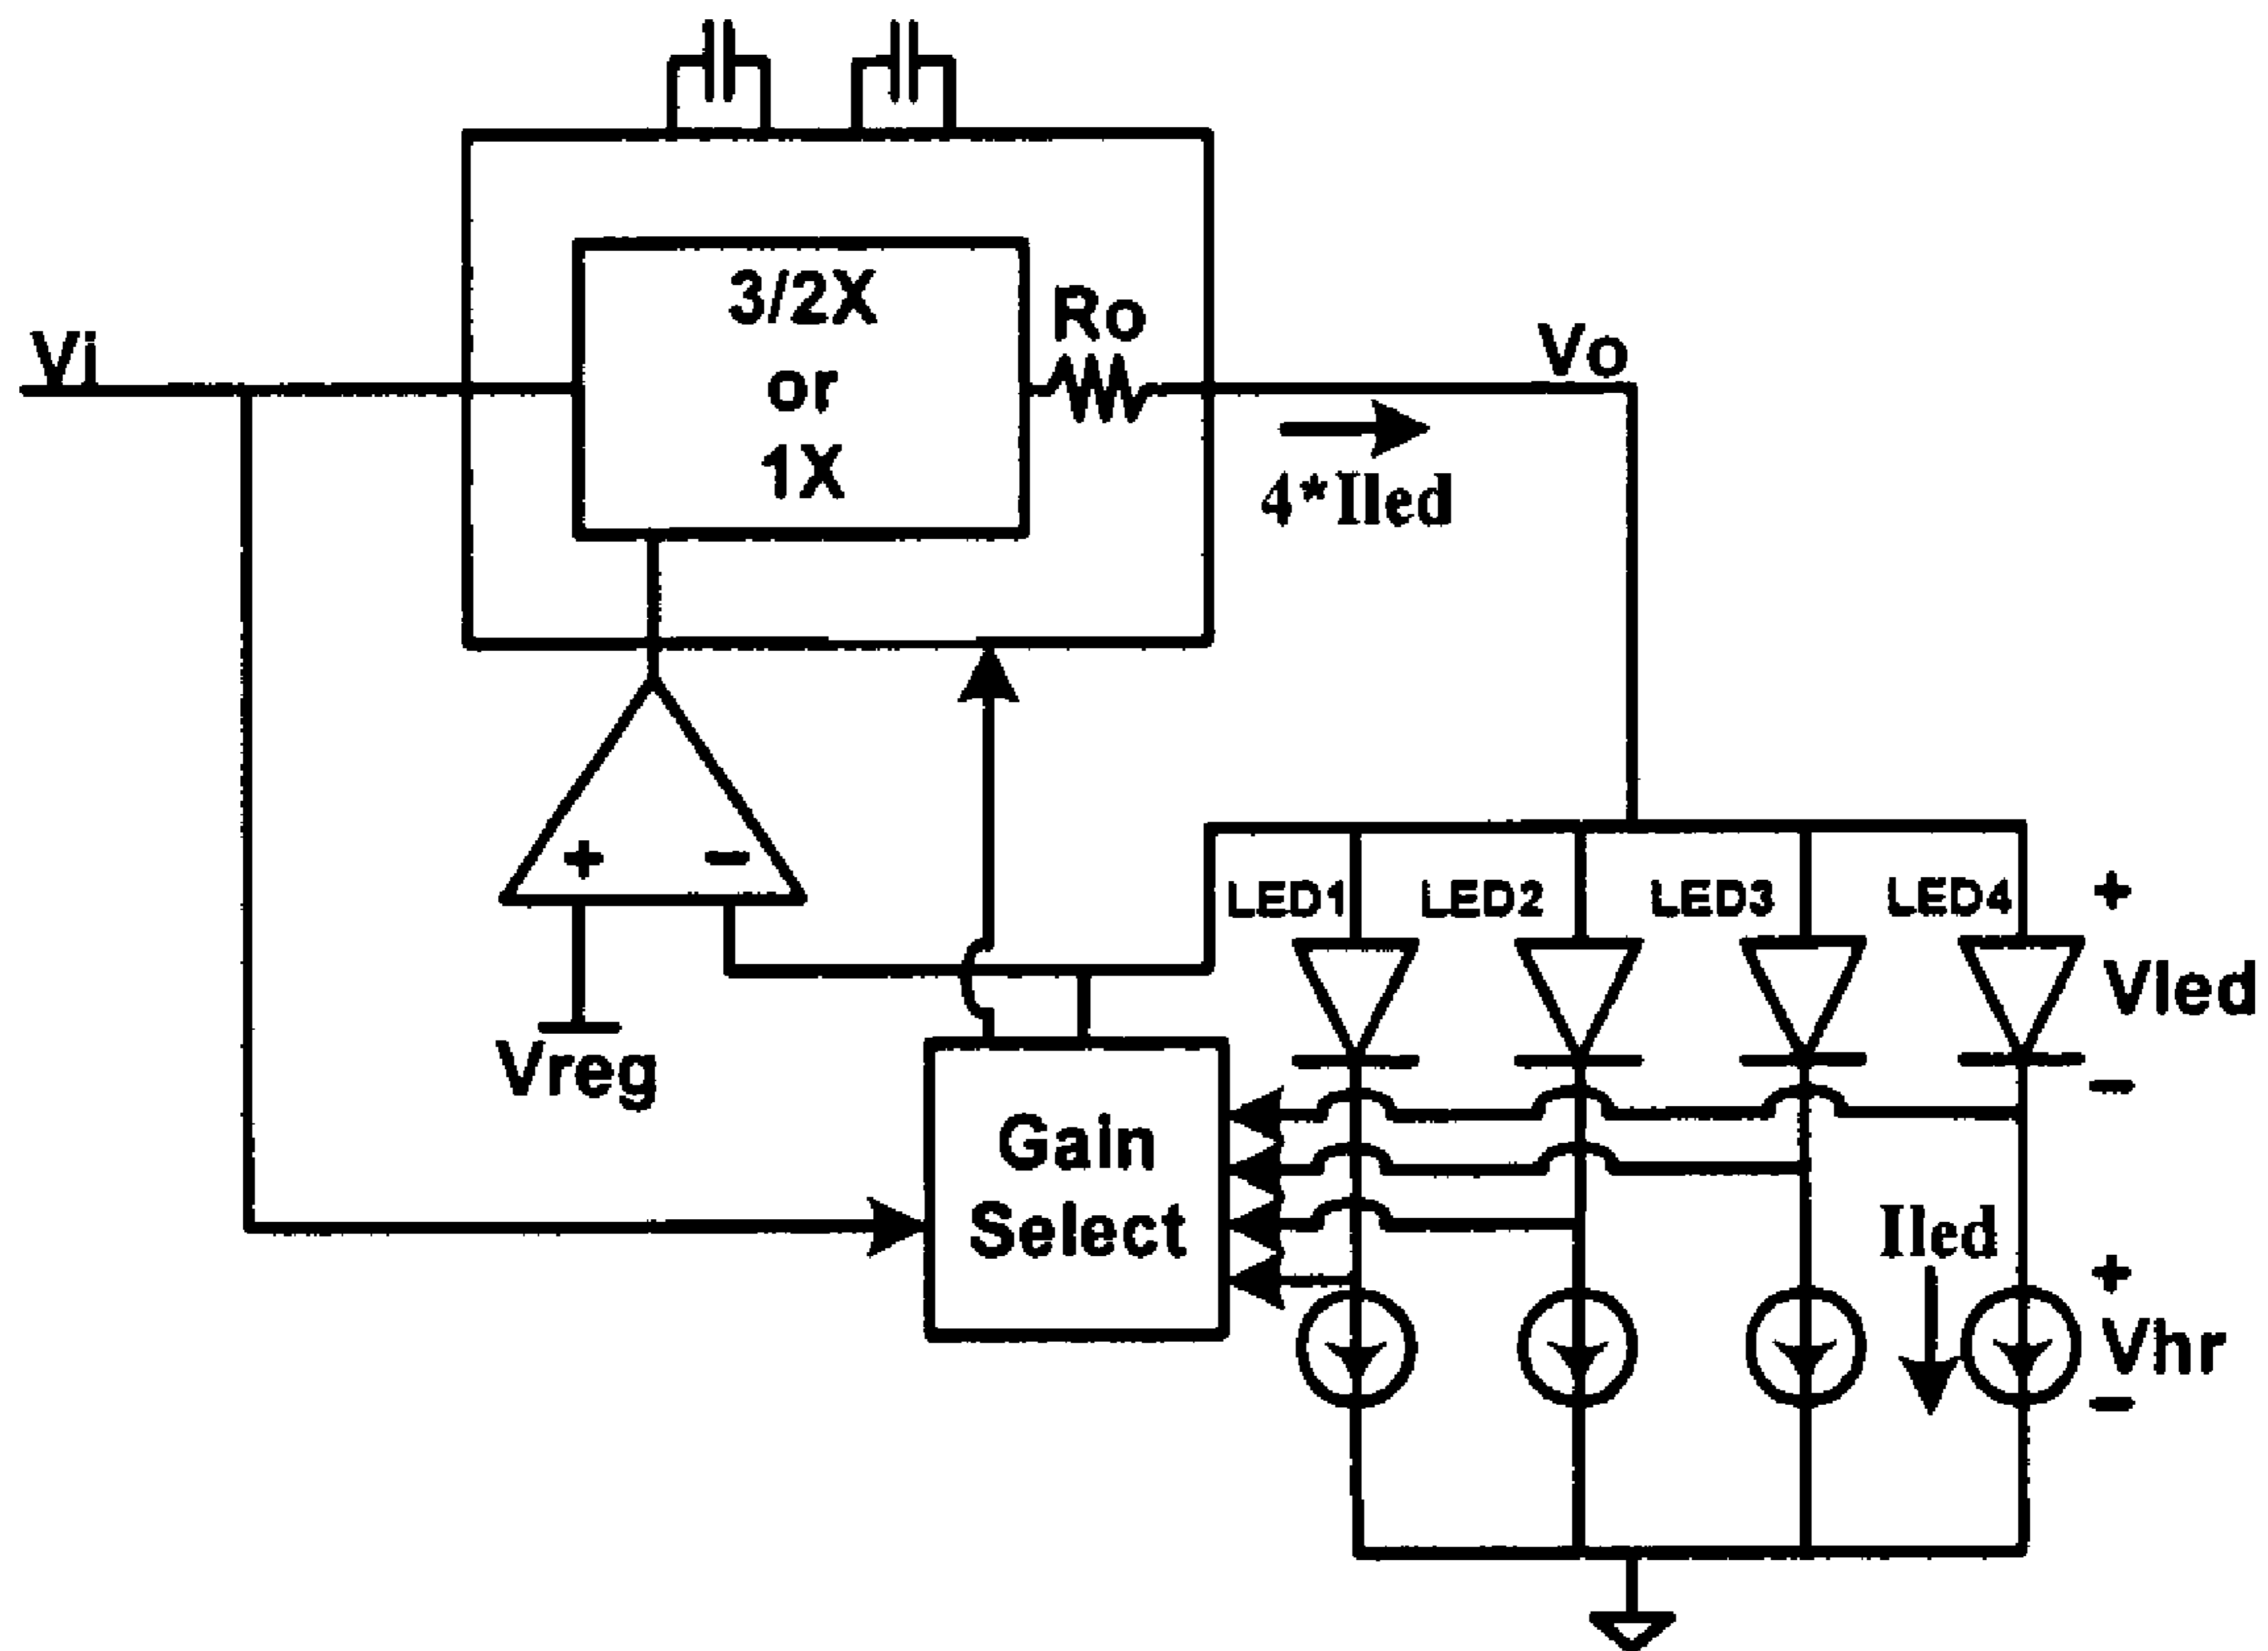 3/2X
or
1X
Ro
Vi
Vo
4*Iled
+
−
Vreg
LED1
LED2
LED3
LED4
+
Vled
−
Gain
Select
Iled
+
Vhr
−